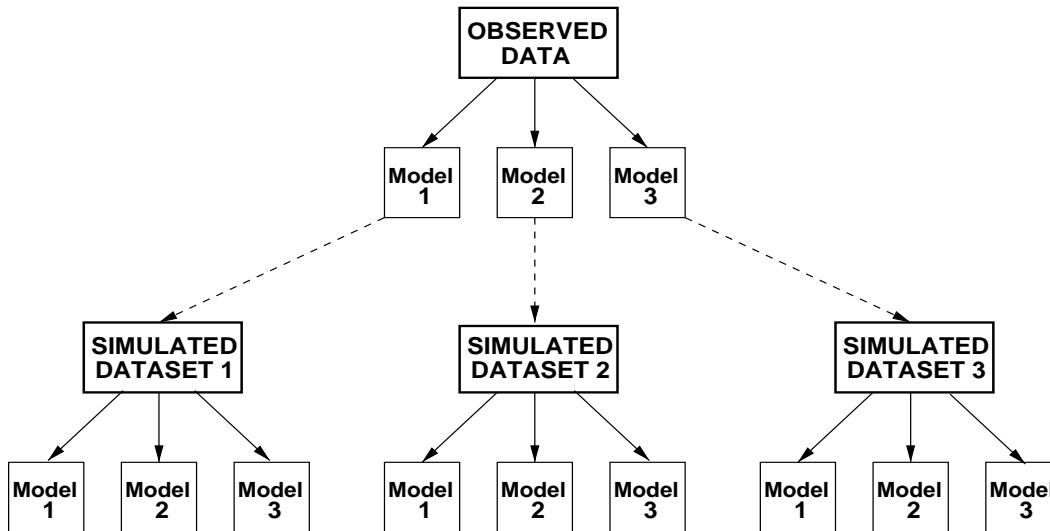 OBSERVED
DATA
Model
1
Model
2
Model
3
SIMULATED
DATASET 1
SIMULATED
DATASET 2
SIMULATED
DATASET 3
Model
1
Model
2
Model
3
Model
1
Model
2
Model
3
Model
1
Model
2
Model
3